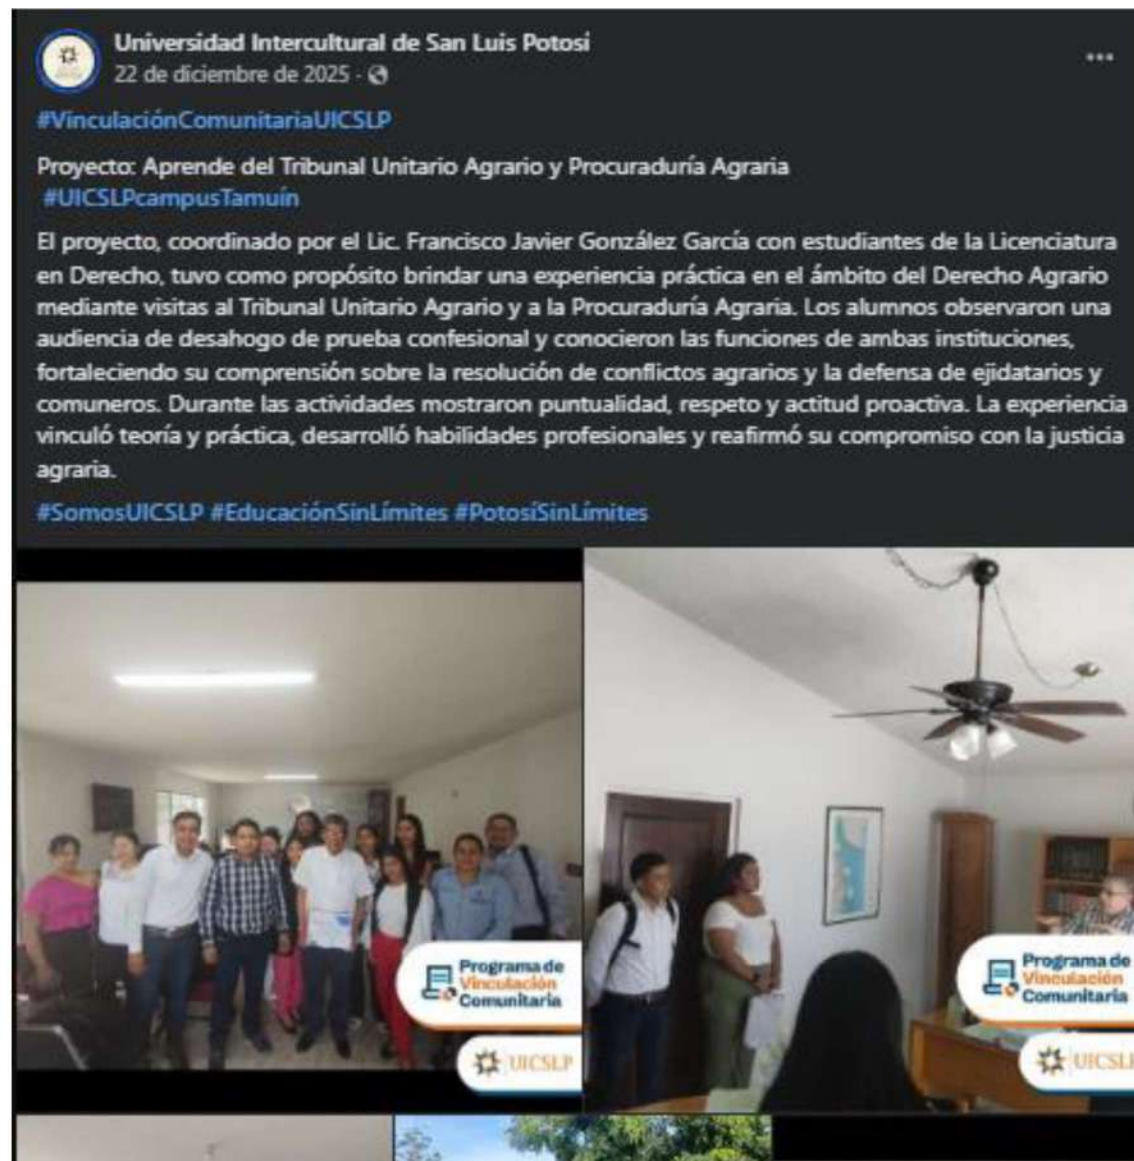 Universidad Intercultural de San Luis Potosí
22 de diciembre de 2025 ·
#VinculaciónComunitariaUICSLP
Proyecto: Aprende del Tribunal Unitario Agrario y Procuraduría Agraria
#UICSLPcampusTamuín
El proyecto, coordinado por el Lic. Francisco Javier González García con estudiantes de la Licenciatura
en Derecho, tuvo como propósito brindar una experiencia práctica en el ámbito del Derecho Agrario
mediante visitas al Tribunal Unitario Agrario y a la Procuraduría Agraria. Los alumnos observaron una
audiencia de desahogo de prueba confesional y conocieron las funciones de ambas instituciones,
fortaleciendo su comprensión sobre la resolución de conflictos agrarios y la defensa de ejidatarios y
comuneros. Durante las actividades mostraron puntualidad, respeto y actitud proactiva. La experiencia
vinculó teoría y práctica, desarrolló habilidades profesionales y reafirmó su compromiso con la justicia
agraria.
#SomosUICSLP #EducaciónSinLímites #PotosíSinLímites
Programa de
Vinculación
Comunitaria
UICSLP
Programa de
Vinculación
Comunitaria
UICSLP